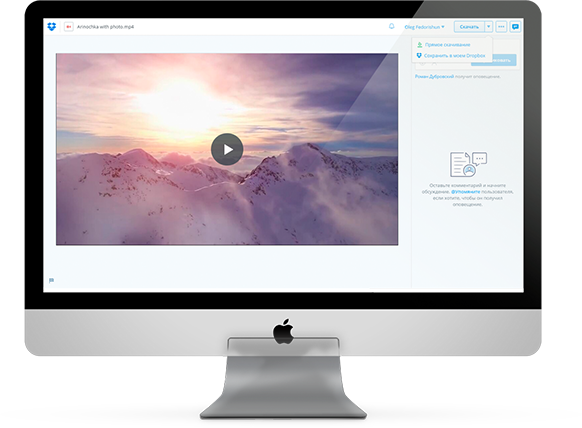 Arinochka with photo.mp4
Oleg Fedorishun
Скачать
Прямое скачивание
Сохранить в моем Dropbox
Роман Дубровский получит оповещение
Оставьте комментарий и начните
обсуждение. @Упомяните пользователя,
если хотите, чтобы он получил
оповещение.